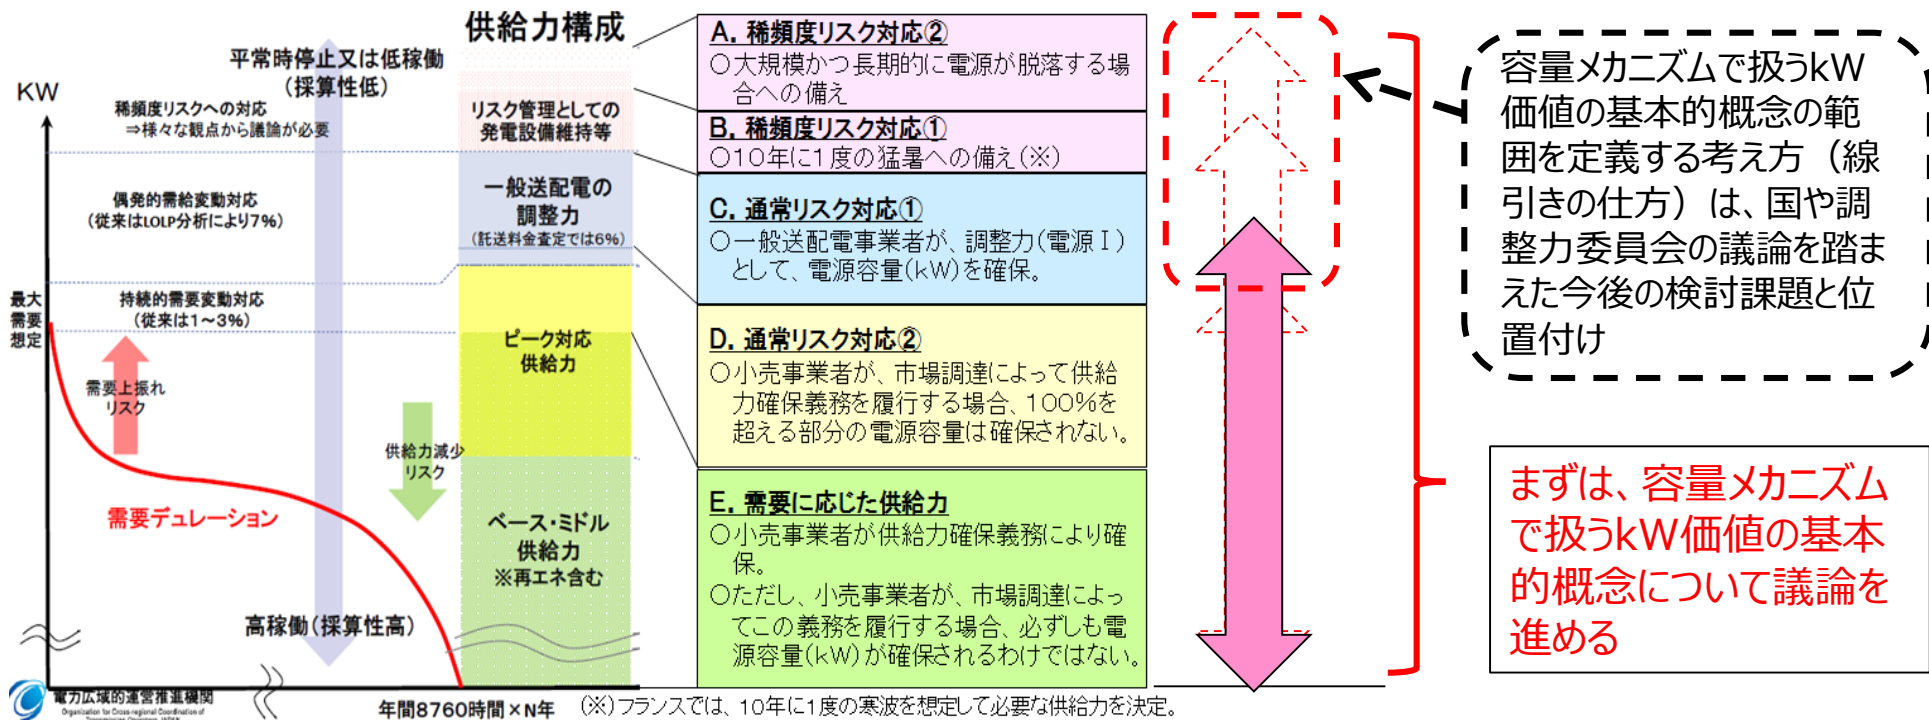 供給力構成
KW
平常時停止又は低稼働
(採算性低)
稀頻度リスクへの対応
⇒様々な観点から議論が必要
偶発的需給変動対応
(従来はLOLP分析により7%)
最大
需要
想定
持続的需要変動対応
(従来は1～3%)
需要上振れ
リスク
供給力減少
リスク
需要デュレーション
高稼働(採算性高)
リスク管理としての
発電設備維持等
一般送配電の
調整力
(託送料金査定では6%)
ピーク対応
供給力
ベース・ミドル
供給力
※再エネ含む
A. 稀頻度リスク対応②
○大規模かつ長期的に電源が脱落する場
合への備え
B. 稀頻度リスク対応①
○10年に1度の猛暑への備え(※)
C. 通常リスク対応①
○一般送配電事業者が、調整力(電源Ⅰ)
として、電源容量(kW)を確保。
D. 通常リスク対応②
○小売事業者が、市場調達によって供給
力確保義務を履行する場合、100%を
超える部分の電源容量は確保されない。
E. 需要に応じた供給力
○小売事業者が供給力確保義務により確
保。
○ただし、小売事業者が、市場調達によっ
てこの義務を履行する場合、必ずしも電
源容量(kW)が確保されるわけではない。
容量メカニズムで扱うkW
価値の基本的概念の範
囲を定義する考え方（線
引きの仕方）は、国や調
整力委員会の議論を踏ま
えた今後の検討課題と位
置付け
まずは、容量メカニズム
で扱うkW価値の基本
的概念について議論を
進める
電力広域的運営推進機関
Organization for Cross-regional Coordination of
Transmission Operators, JAPAN
年間8760時間×N年
(※)フランスでは、10年に1度の寒波を想定して必要な供給力を決定。